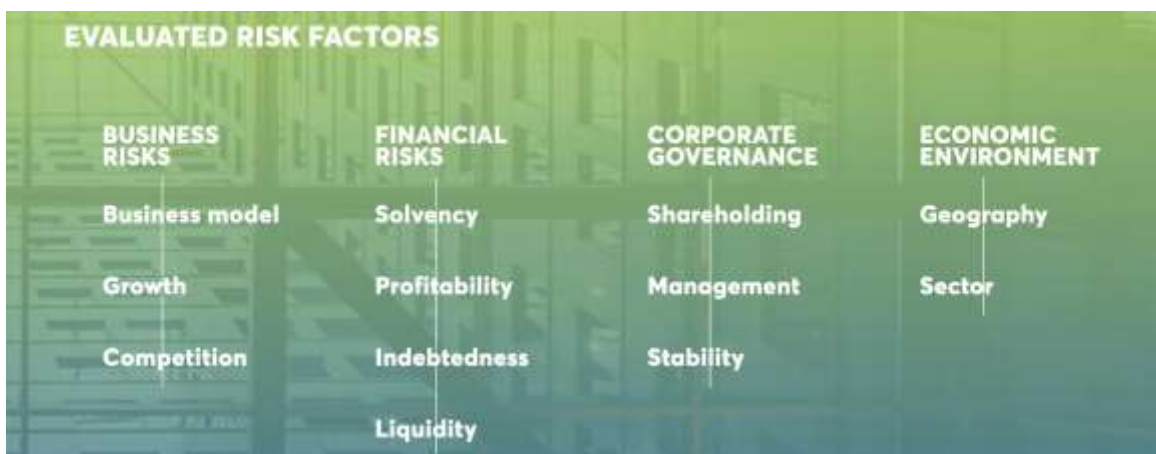 EVALUATED RISK FACTORS
BUSINESS
RISKS
Business model
Growth
Competition
FINANCIAL
RISKS
Solvency
Profitability
Indebtedness
Liquidity
CORPORATE
GOVERNANCE
Shareholding
Management
Stability
ECONOMIC
ENVIRONMENT
Geography
Sector